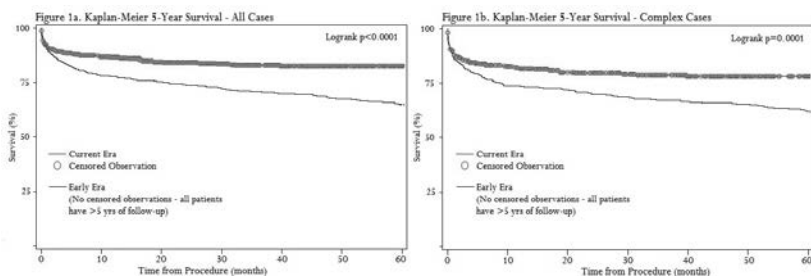 Figure 1a. Kaplan-Meier 5-Year Survival - All Cases
100
75
50
25
Survival (%)
Logrank p<0.0001
Current Era
Censored Observation
Early Era
(No censored observations - all patients
have >5 yrs of follow-up)
0 10 20 30 40 50 60
Time from Procedure (months)
Figure 1b. Kaplan-Meier 5-Year Survival - Complex Cases
100
75
50
25
Survival (%)
Logrank p=0.0001
Current Era
Censored Observation
Early Era
(No censored observations - all patients
have >5 yrs of follow-up)
0 10 20 30 40 50 60
Time from Procedure (months)